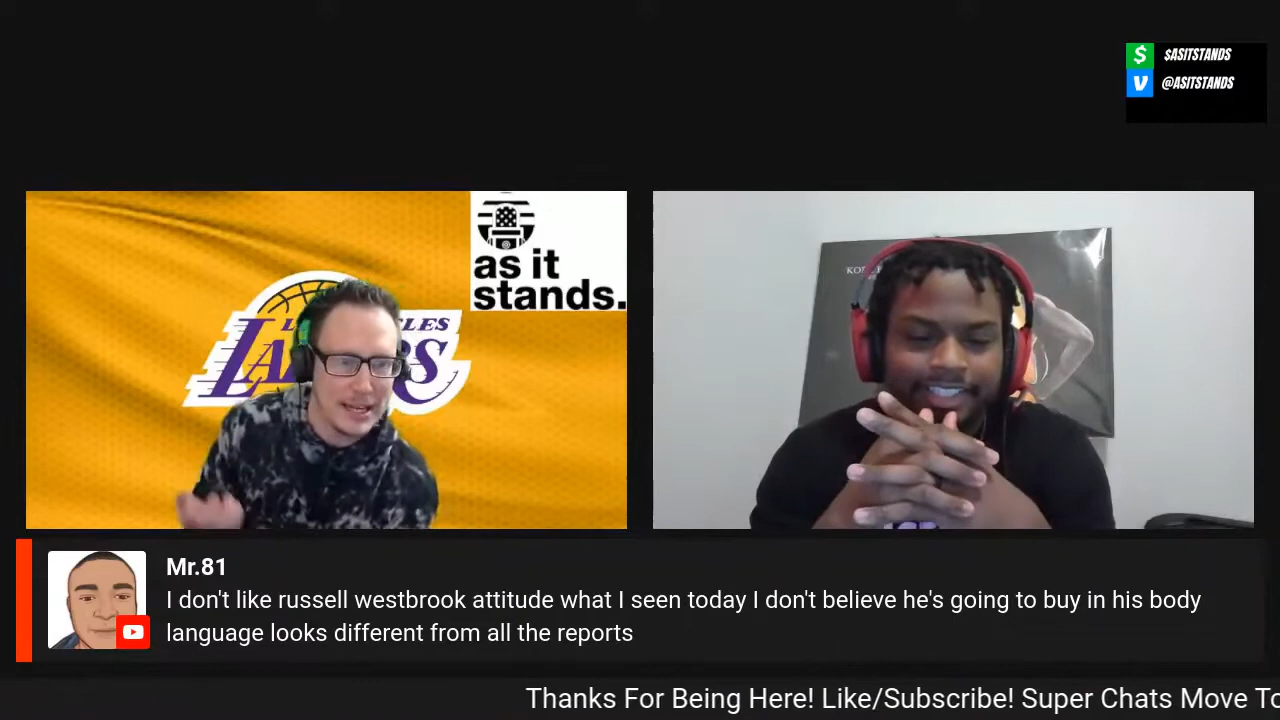 $ASITSTANDS
@ASITSTANDS
as it
stands.
Mr.81
I don't like russell westbrook attitude what I seen today I don't believe he's going to buy in his body
language looks different from all the reports
Thanks For Being Here! Like/Subscribe! Super Chats Move To